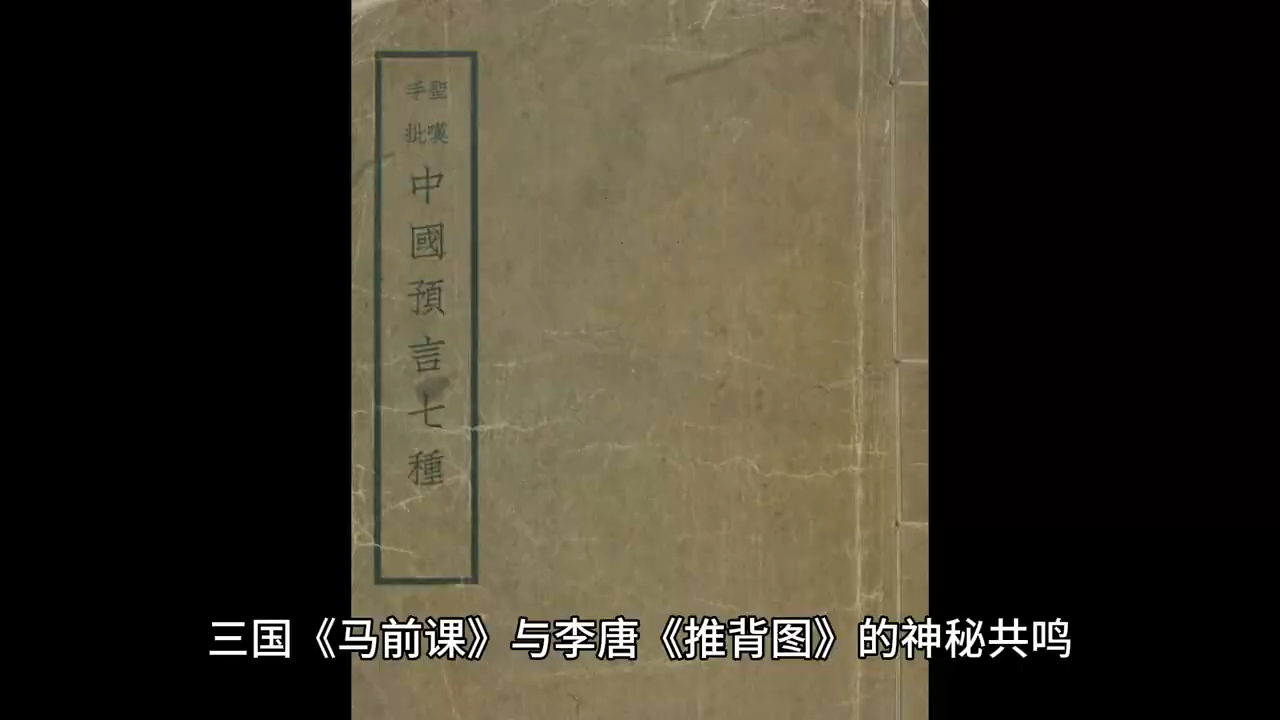 聖嘆
手批
中國預言七種
三国《马前课》与李唐《推背图》的神秘共鸣